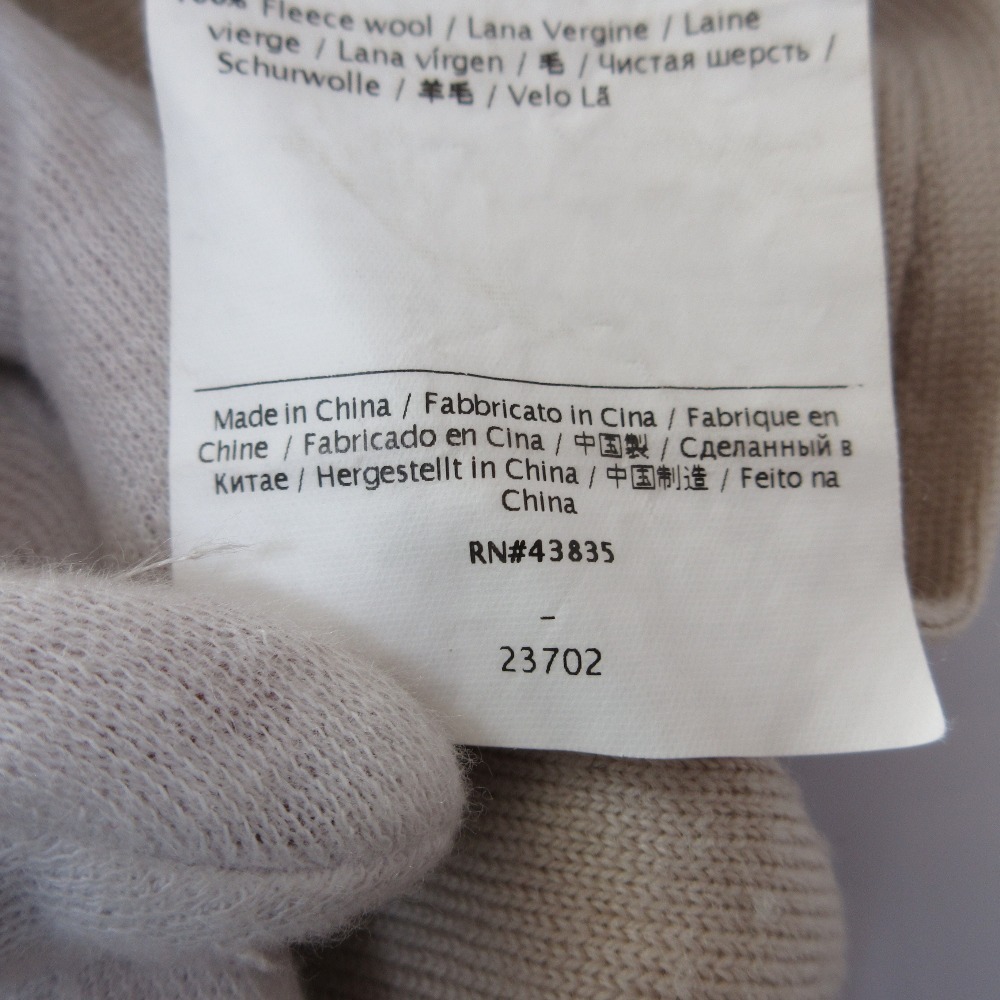 100% Fleece wool / Lana Vergine / Laine
vierge / Lana vírgen / 毛 / Чистая шерсть /
Schurwolle / 羊毛 / Velo Lã
Made in China / Fabbricato in Cina / Fabrique en
Chine / Fabricado en Cina / 中国製 / Сделанный в
Китае / Hergestellt in China / 中国制造 / Feito na
China
RN#43835
-
23702